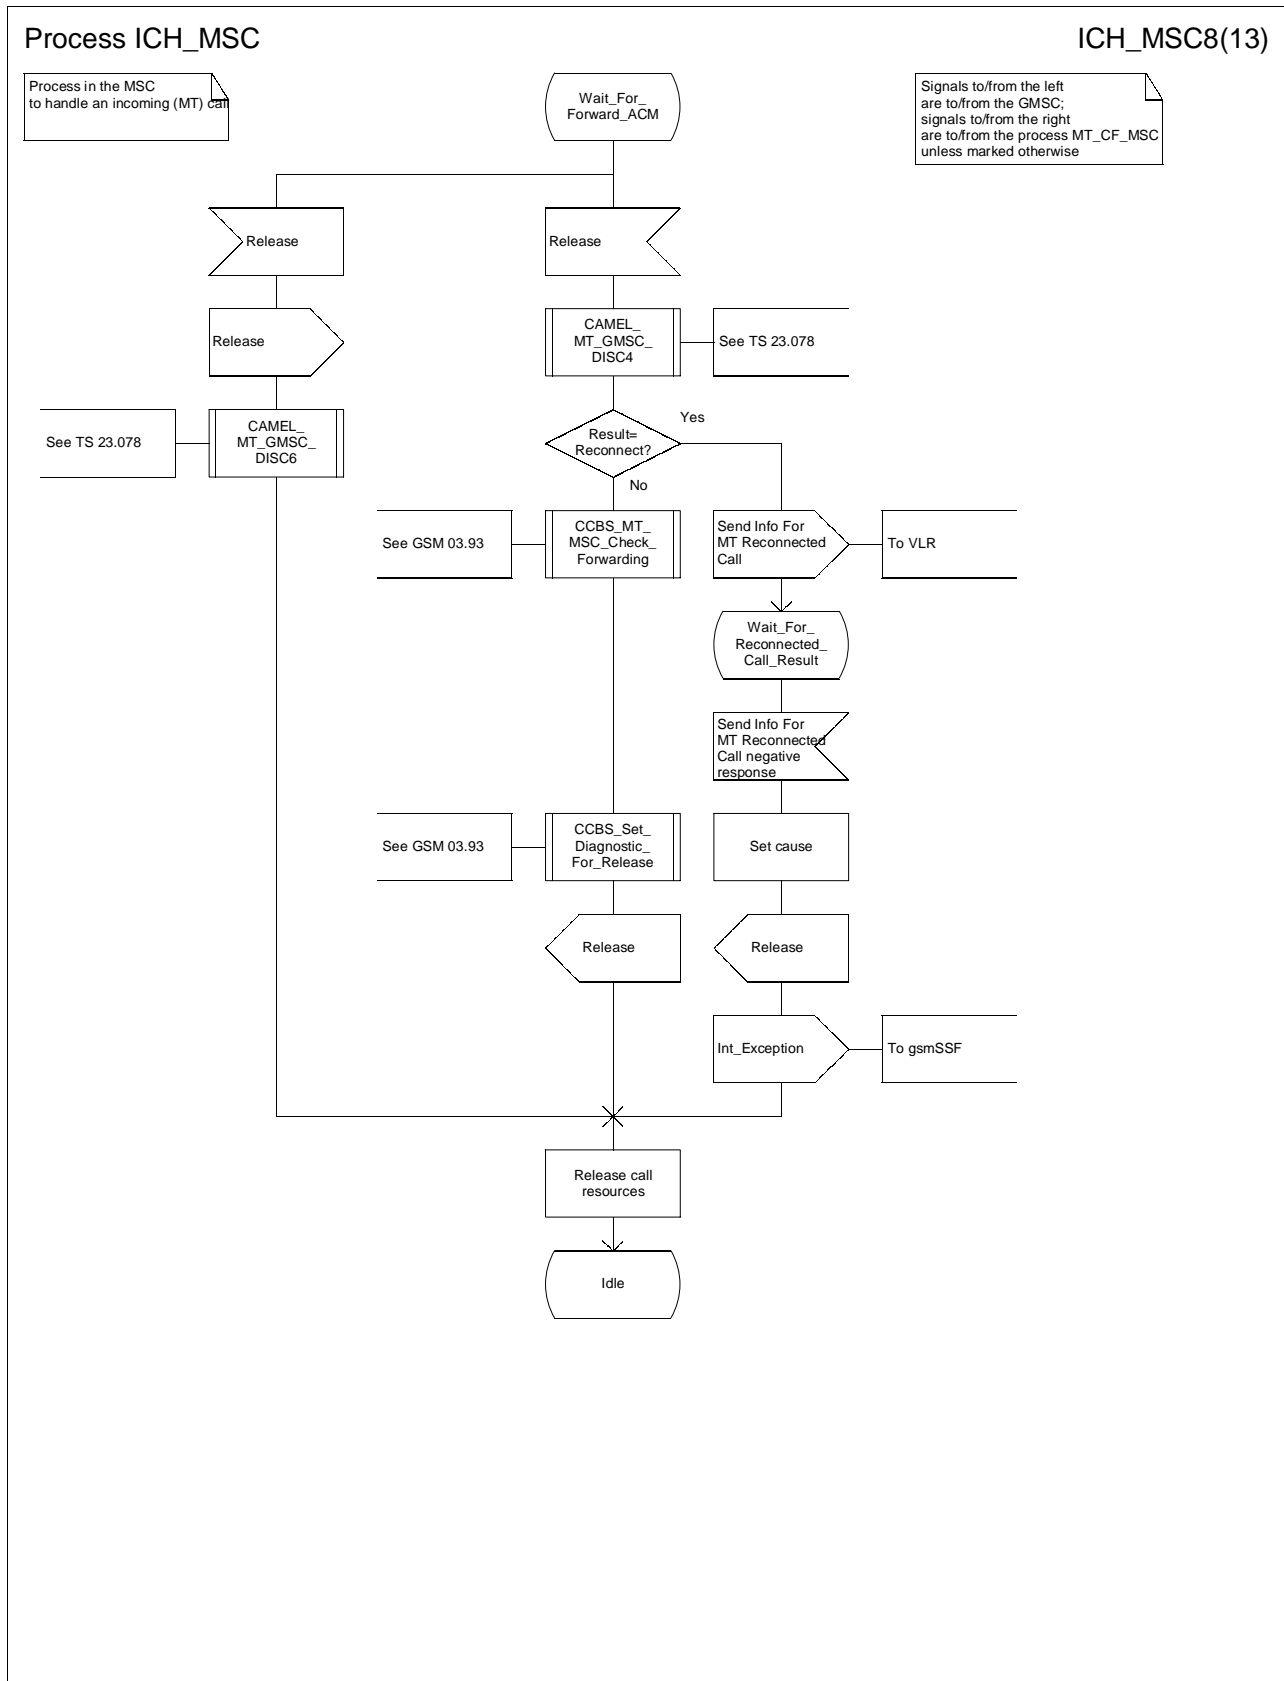 Process ICH_MSC
ICH_MSC8(13)
Process in the MSC
to handle an incoming (MT) call
Signals to/from the left
are to/from the GMSC;
signals to/from the right
are to/from the process MT_CF_MSC
unless marked otherwise
Wait_For_
Forward_ACM
Release
Release
Release
CAMEL_
MT_GMSC_
DISC4
See TS 23.078
See TS 23.078
CAMEL_
MT_GMSC_
DISC6
Result=
Reconnect?
Yes
No
See GSM 03.93
CCBS_MT_
MSC_Check_
Forwarding
Send Info For
MT Reconnected
Call
To VLR
Wait_For_
Reconnected_
Call_Result
Send Info For
MT Reconnected
Call negative
response
See GSM 03.93
CCBS_Set_
Diagnostic_
For_Release
Set cause
Release
Release
Int_Exception
To gsmSSF
Release call
resources
Idle